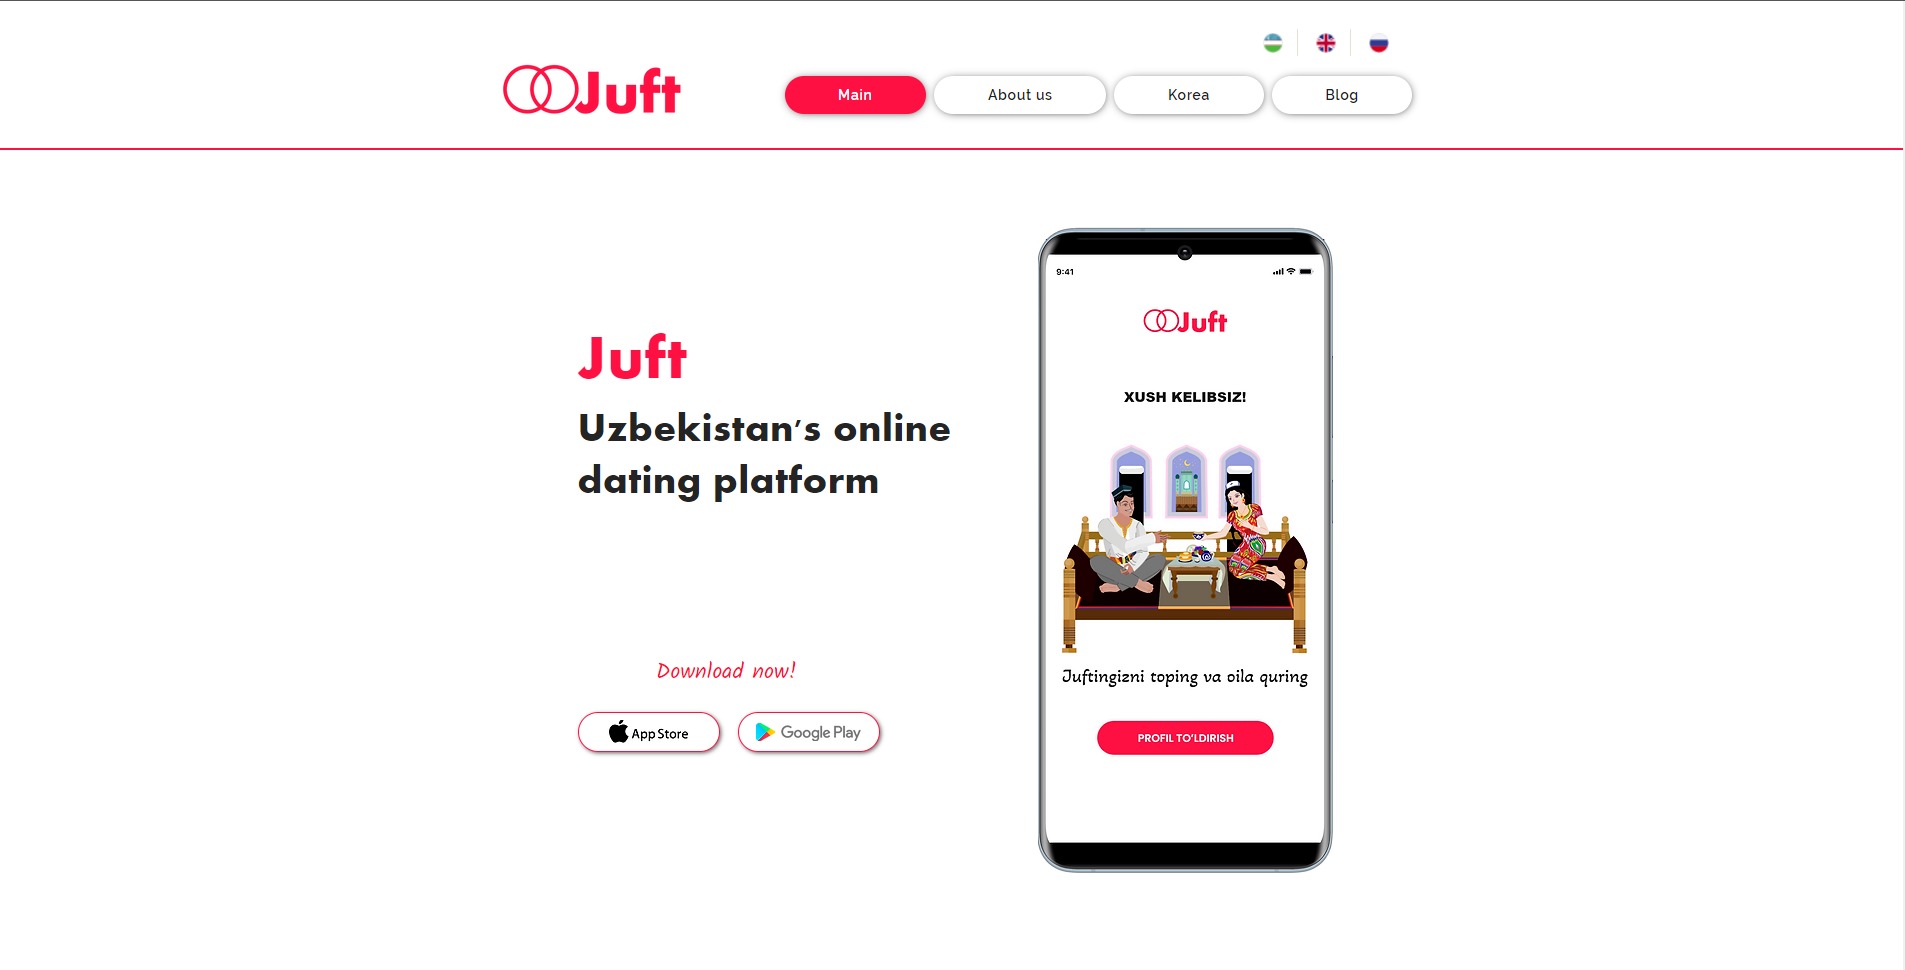 Juft
Main
About us
Korea
Blog
Juft
Uzbekistan's online
dating platform
Download now!
App Store
Google Play
9:41
Juft
XUSH KELIBSIZ!
Juftingizni toping va oila quring
PROFIL TO'LDIRISH